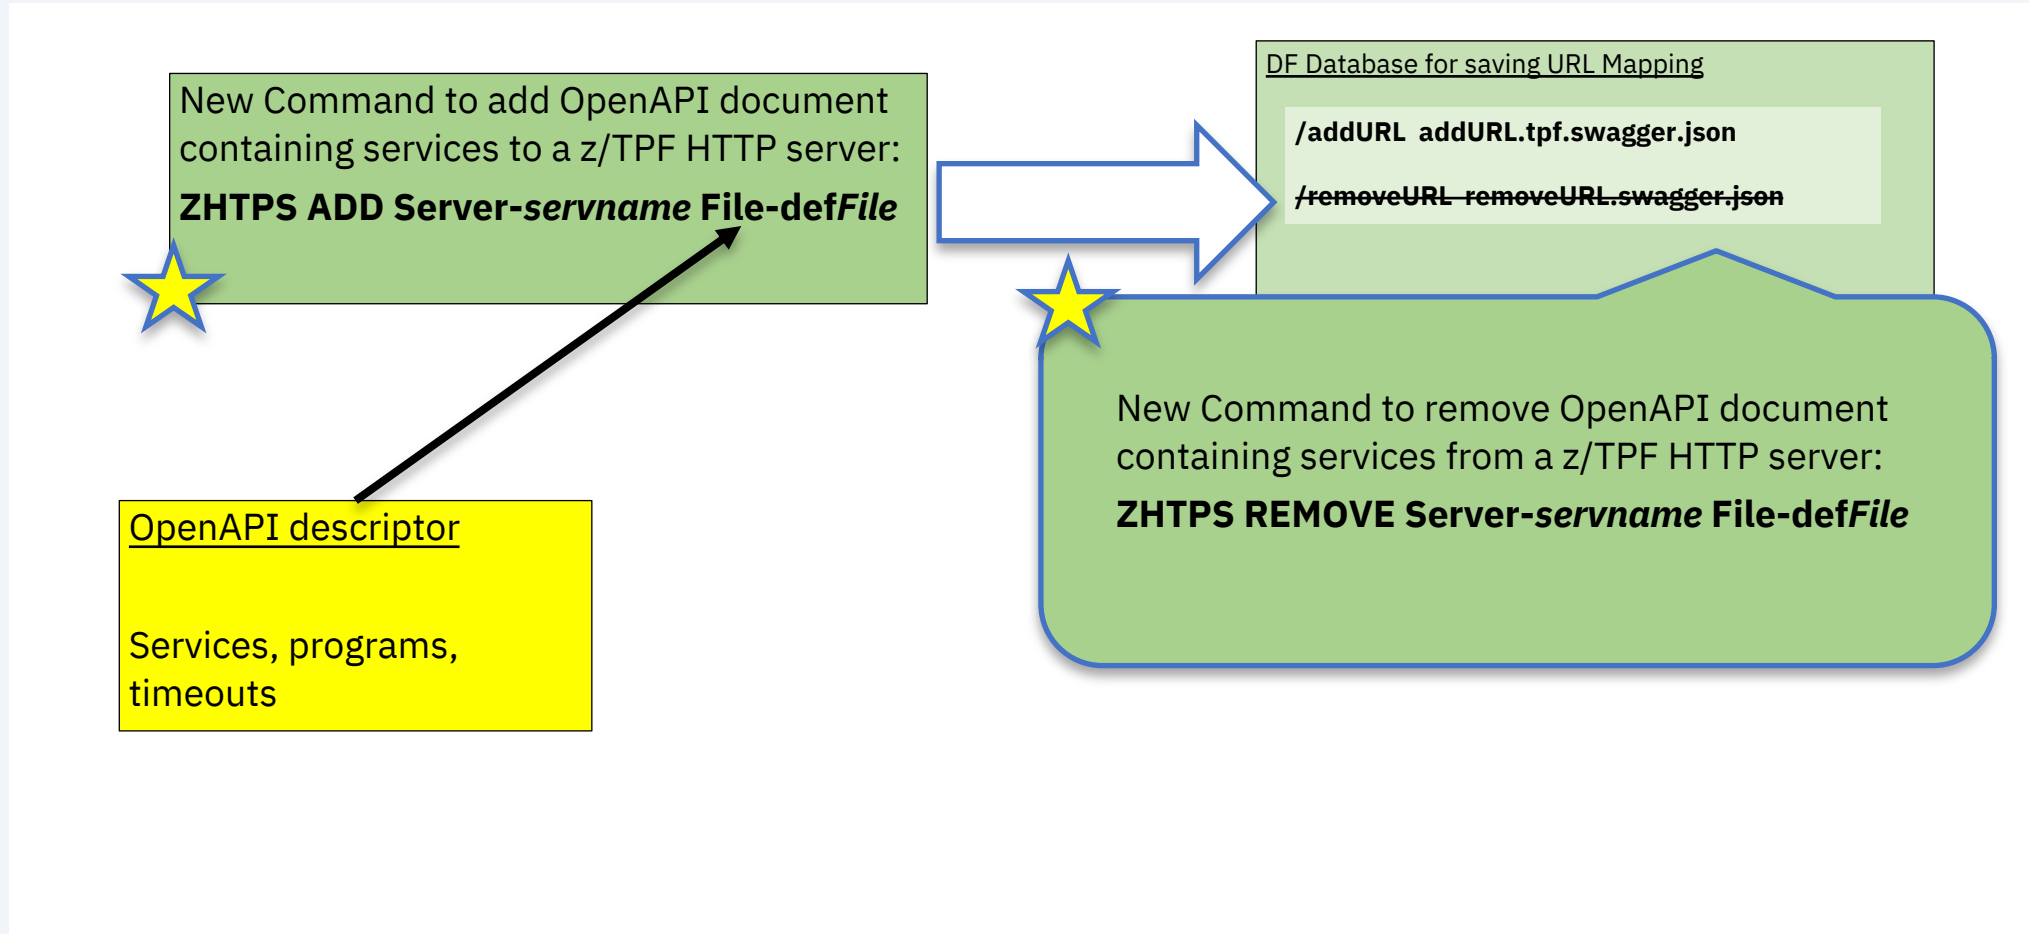 New Command to add OpenAPI document
containing services to a z/TPF HTTP server:
ZHTPS ADD Server-servname File-defFile
DF Database for saving URL Mapping
/addURL addURL.tpf.swagger.json
/removeURL removeURL.swagger.json
New Command to remove OpenAPI document
containing services from a z/TPF HTTP server:
ZHTPS REMOVE Server-servname File-defFile
OpenAPI descriptor
Services, programs,
timeouts